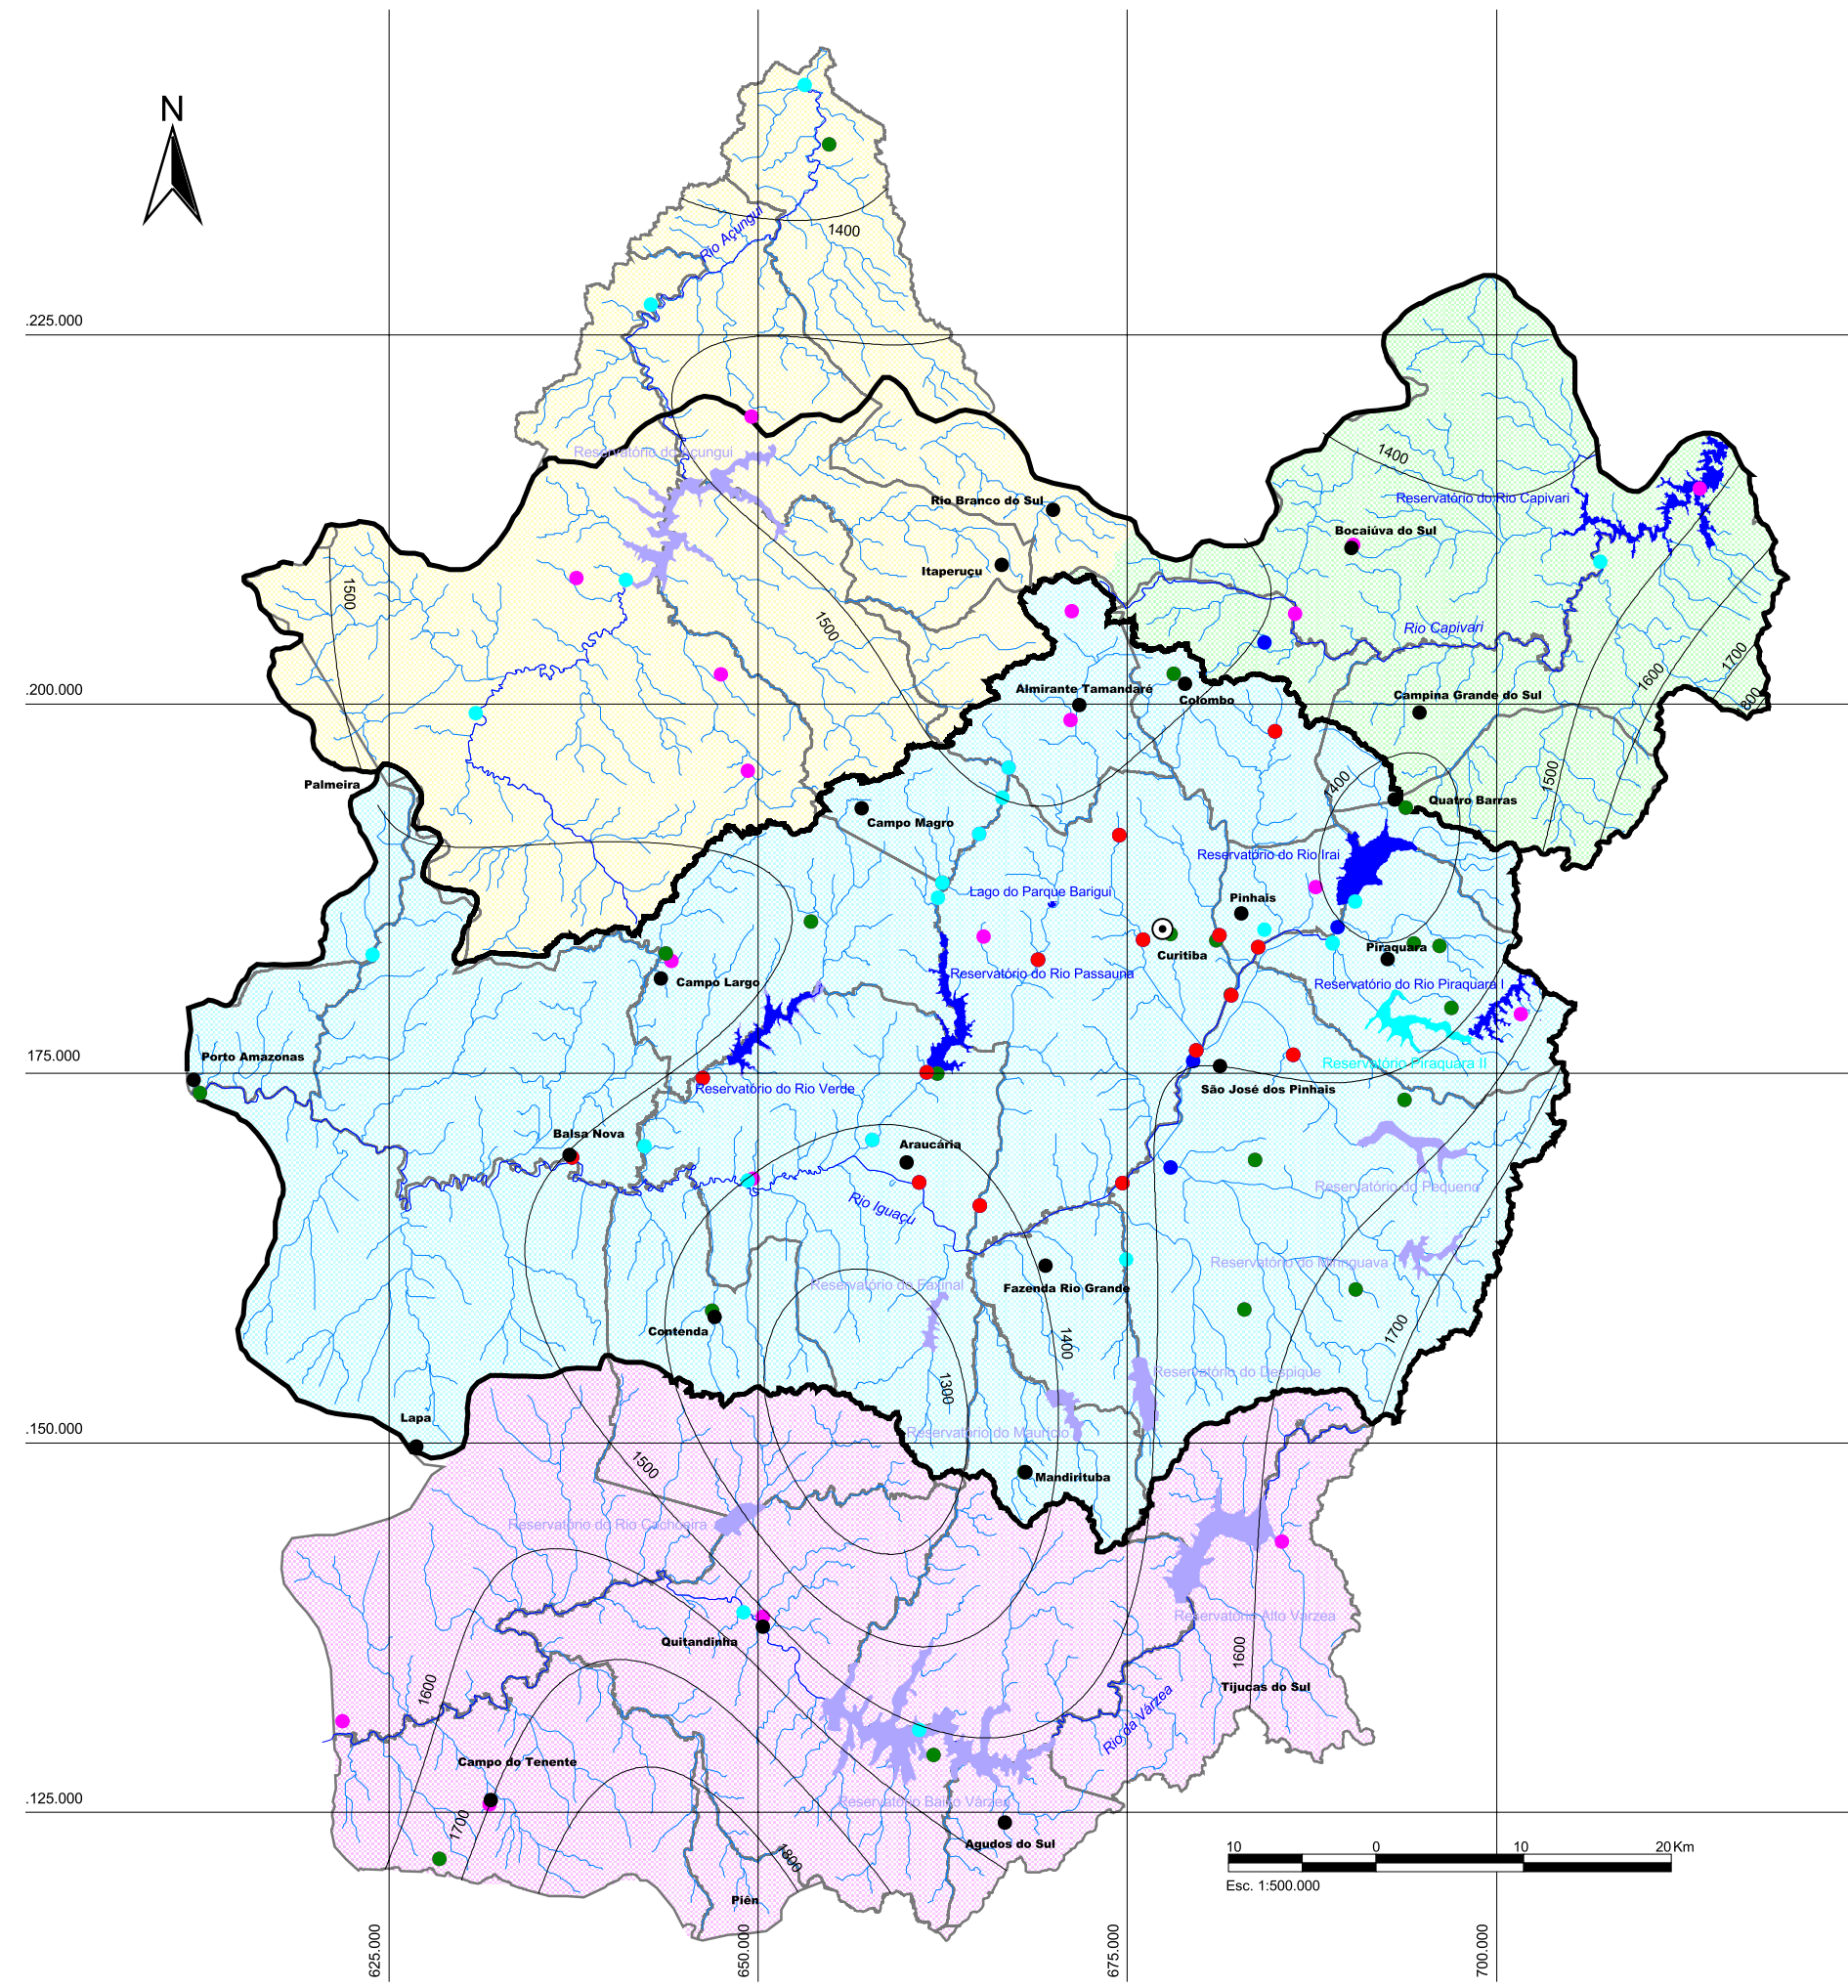 N
Rio Açungui
1400
.225.000
Reservatório do Açungui
1400
Reservatório do Rio Capivari
Rio Branco do Sul
Bocaiúva do Sul
Itaperuçu
1500
1500
Rio Capivari
1700
1600
.200.000
Almirante Tamandaré
Colombo
Campina Grande do Sul
1800
Palmeira
1400
1500
Quatro Barras
Campo Magro
Reservatório do Rio Irai
Lago do Parque Barigui
Pinhais
Piraquara
Curitiba
Campo Largo
Reservatório do Rio Passauna
Reservatório do Rio Piraquara I
175.000
Porto Amazonas
Reservatório Piraquara II
Reservatório do Rio Verde
São José dos Pinhais
Balsa Nova
Araucária
Reservatório do Pequeno
Rio Iguaçu
Reservatório do Miringuava
Reservatório do Faxinal
Fazenda Rio Grande
Contenda
1400
1700
1300
Reservatório do Despique
Lapa
.150.000
Reservatório do Mauricio
1500
Mandirituba
Reservatório do Rio Cachoeira
Reservatório Alto Varzea
Quitandinha
1600
1600
Tijucas do Sul
Rio da Várzea
Campo do Tenente
Reservatório Baixo Várzea
.125.000
1700
Agudos do Sul
1800
Piên
10 0 10 20 Km
Esc. 1:500.000
625.000
650.000
675.000
700.000